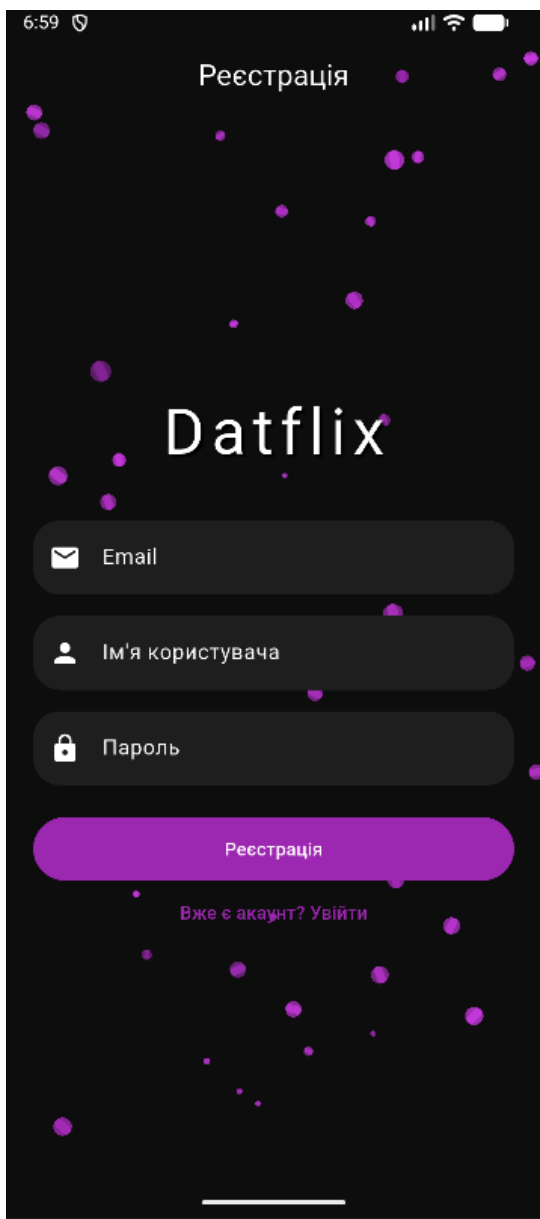 6:59
Реєстрація
Datflix
Email
Ім'я користувача
Пароль
Реєстрація
Вже є акаунт? Увійти